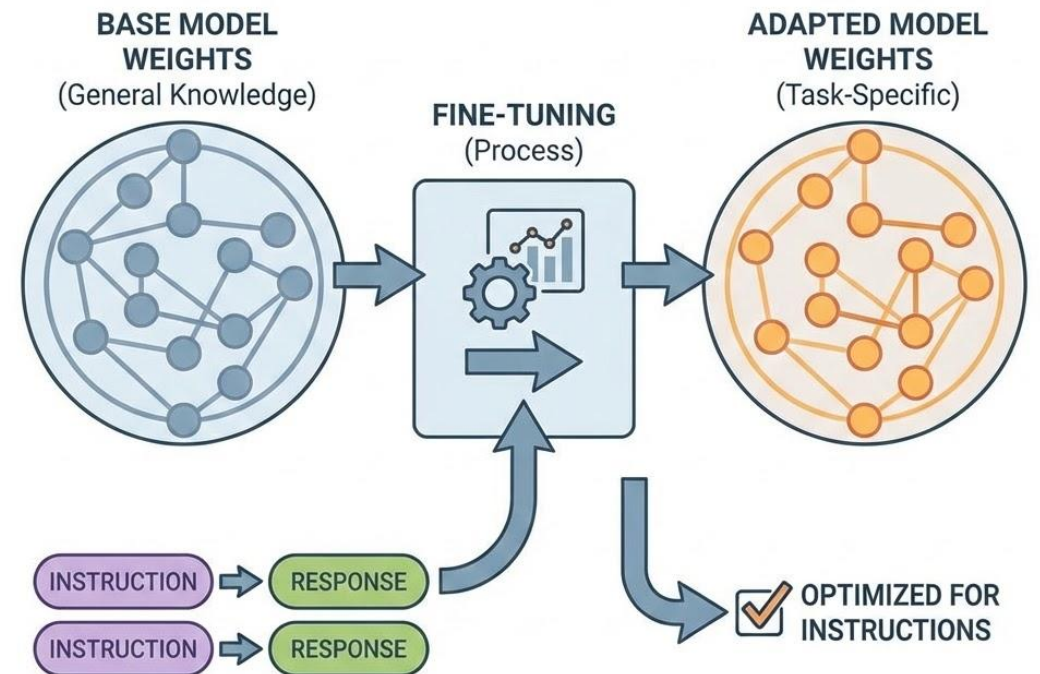 BASE MODEL
WEIGHTS
(General Knowledge)
FINE-TUNING
(Process)
ADAPTED MODEL
WEIGHTS
(Task-Specific)
INSTRUCTION
RESPONSE
INSTRUCTION
RESPONSE
OPTIMIZED FOR
INSTRUCTIONS